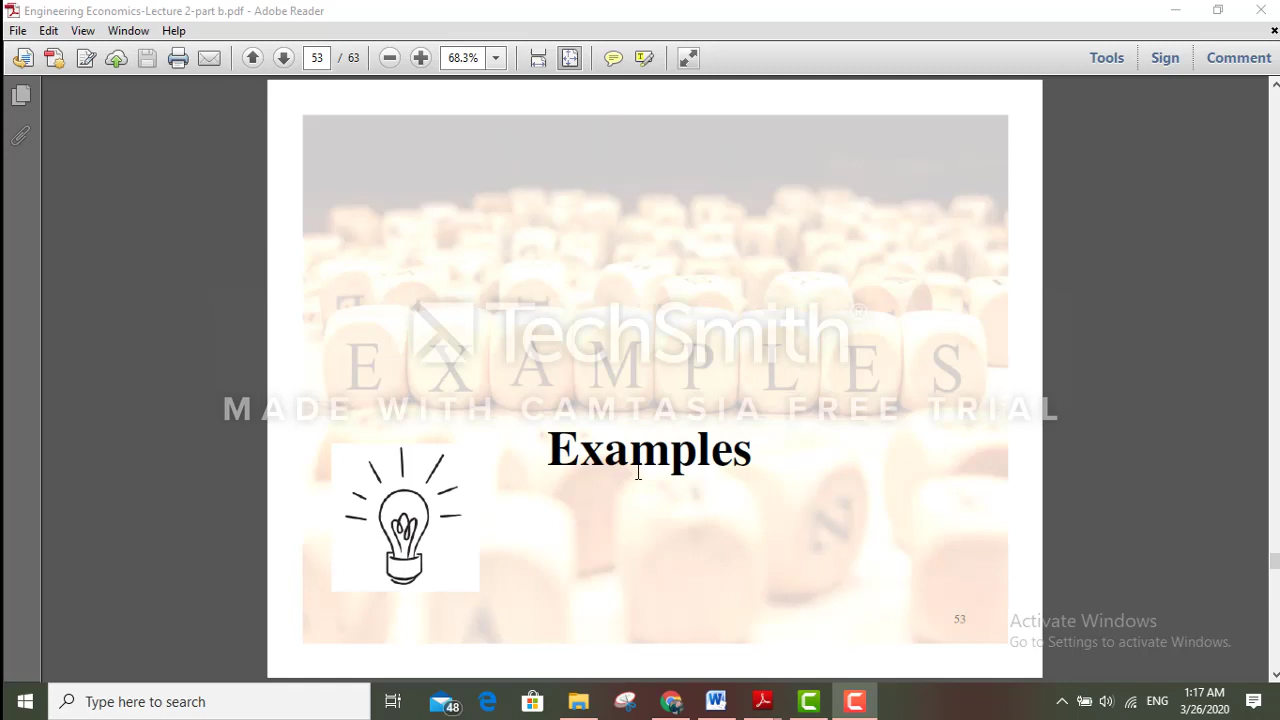 Engineering Economics-Lecture 2-part b.pdf - Adobe Reader
File Edit View Window Help
53 / 63 68.3% Tools Sign Comment
EXAMPLES
TechSmith®
MADE WITH CAMTASIA FREE TRIAL
Examples
N
53
Activate Windows
Go to Settings to activate Windows.
Type here to search
48
W
C
C
ENG
1:17 AM
3/26/2020